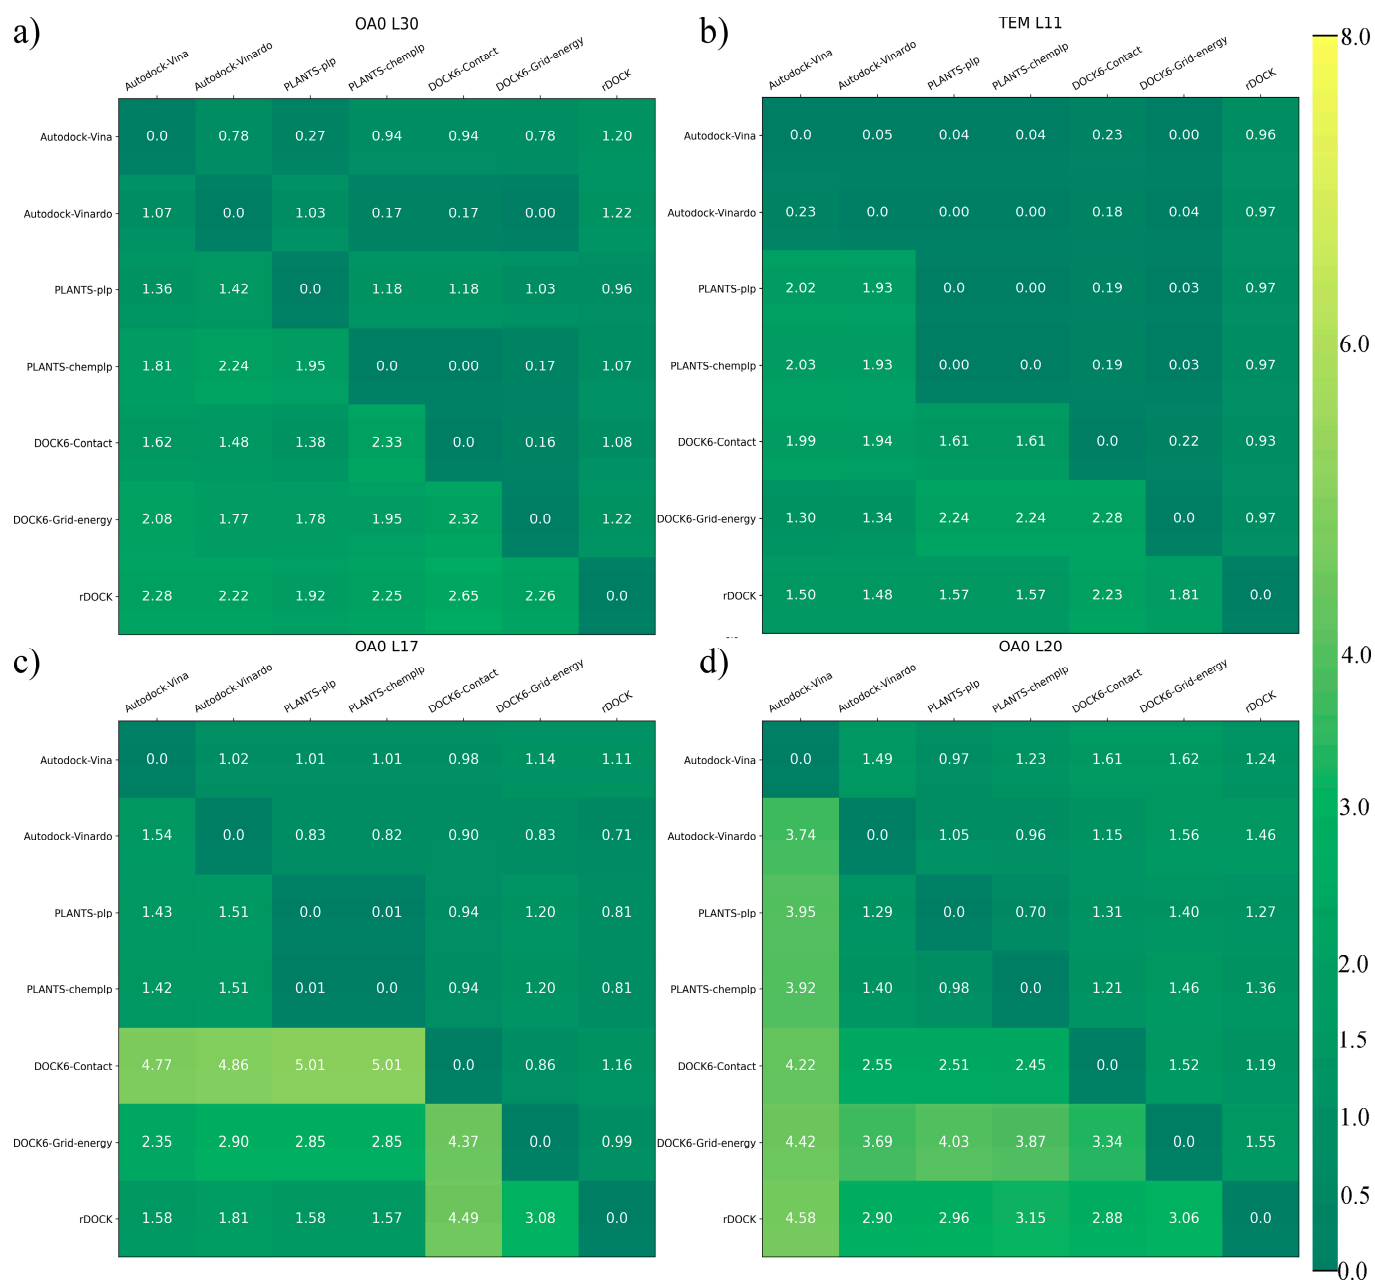 a)
OA0 L30
Autodock-Vina Autodock-Vinardo PLANTS-plp PLANTS-chemplp DOCK6-Contact DOCK6-Grid-energy rDOCK
Autodock-Vina 0.0 0.78 0.27 0.94 0.94 0.78 1.20
Autodock-Vinardo 1.07 0.0 1.03 0.17 0.17 0.00 1.22
PLANTS-plp 1.36 1.42 0.0 1.18 1.18 1.03 0.96
PLANTS-chemplp 1.81 2.24 1.95 0.0 0.00 0.17 1.07
DOCK6-Contact 1.62 1.48 1.38 2.33 0.0 0.16 1.08
DOCK6-Grid-energy 2.08 1.77 1.78 1.95 2.32 0.0 1.22
rDOCK 2.28 2.22 1.92 2.25 2.65 2.26 0.0
b)
TEM L11
Autodock-Vina Autodock-Vinardo PLANTS-plp PLANTS-chemplp DOCK6-Contact DOCK6-Grid-energy rDOCK
Autodock-Vina 0.0 0.05 0.04 0.04 0.23 0.00 0.96
Autodock-Vinardo 0.23 0.0 0.00 0.00 0.18 0.04 0.97
PLANTS-plp 2.02 1.93 0.0 0.00 0.19 0.03 0.97
PLANTS-chemplp 2.03 1.93 0.00 0.0 0.19 0.03 0.97
DOCK6-Contact 1.99 1.94 1.61 1.61 0.0 0.22 0.93
DOCK6-Grid-energy 1.30 1.34 2.24 2.24 2.28 0.0 0.97
rDOCK 1.50 1.48 1.57 1.57 2.23 1.81 0.0
c)
OA0 L17
Autodock-Vina Autodock-Vinardo PLANTS-plp PLANTS-chemplp DOCK6-Contact DOCK6-Grid-energy rDOCK
Autodock-Vina 0.0 1.02 1.01 1.01 0.98 1.14 1.11
Autodock-Vinardo 1.54 0.0 0.83 0.82 0.90 0.83 0.71
PLANTS-plp 1.43 1.51 0.0 0.01 0.94 1.20 0.81
PLANTS-chemplp 1.42 1.51 0.01 0.0 0.94 1.20 0.81
DOCK6-Contact 4.77 4.86 5.01 5.01 0.0 0.86 1.16
DOCK6-Grid-energy 2.35 2.90 2.85 2.85 4.37 0.0 0.99
rDOCK 1.58 1.81 1.58 1.57 4.49 3.08 0.0
d)
OA0 L20
Autodock-Vina Autodock-Vinardo PLANTS-plp PLANTS-chemplp DOCK6-Contact DOCK6-Grid-energy rDOCK
Autodock-Vina 0.0 1.49 0.97 1.23 1.61 1.62 1.24
Autodock-Vinardo 3.74 0.0 1.05 0.96 1.15 1.56 1.46
PLANTS-plp 3.95 1.29 0.0 0.70 1.31 1.40 1.27
PLANTS-chemplp 3.92 1.40 0.98 0.0 1.21 1.46 1.36
DOCK6-Contact 4.22 2.55 2.51 2.45 0.0 1.52 1.19
DOCK6-Grid-energy 4.42 3.69 4.03 3.87 3.34 0.0 1.55
rDOCK 4.58 2.90 2.96 3.15 2.88 3.06 0.0
8.0
6.0
4.0
3.0
2.0
1.5
1.0
0.5
0.0